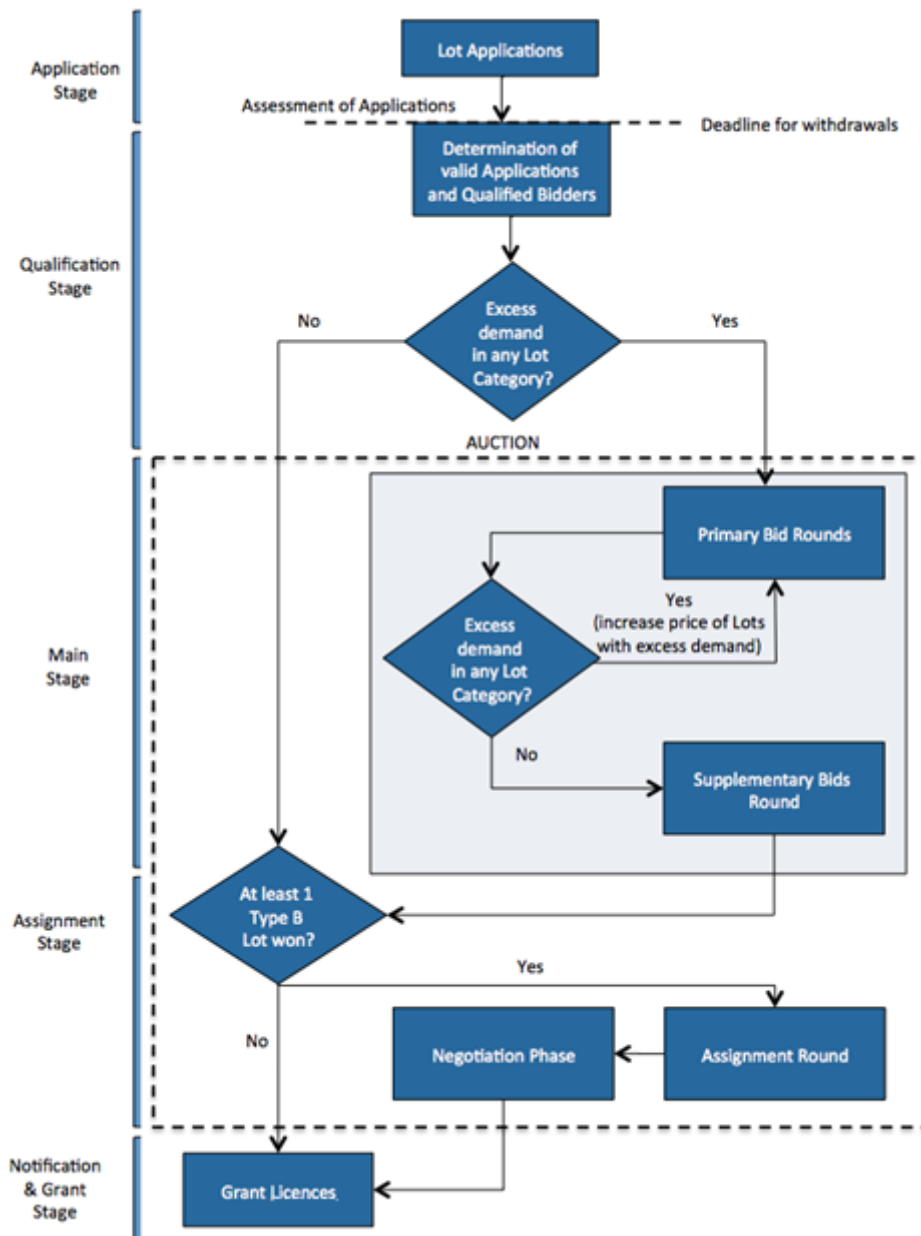 Application
Stage
Lot Applications
Assessment of Applications
Deadline for withdrawals
Qualification
Stage
Determination of
valid Applications
and Qualified Bidders
Excess
demand
in any Lot
Category?
No
Yes
AUCTION
Main
Stage
Primary Bid Rounds
Excess
demand
in any Lot
Category?
Yes
(increase price of Lots
with excess demand)
No
Supplementary Bids
Round
Assignment
Stage
At least 1
Type B
Lot won?
Yes
No
Negotiation Phase
Assignment Round
Notification
& Grant
Stage
Grant Licences.